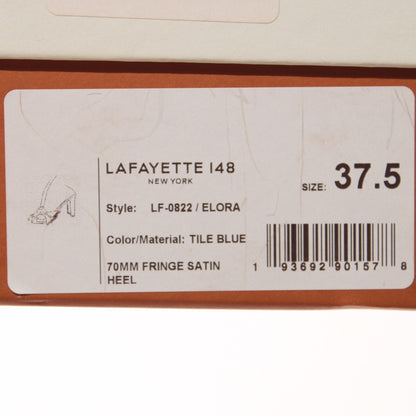 LAFAYETTE 148
NEW YORK
SIZE: 37.5
Style: LF-0822 / ELORA
Color/Material: TILE BLUE
70MM FRINGE SATIN
HEEL
1 93692 90157 8